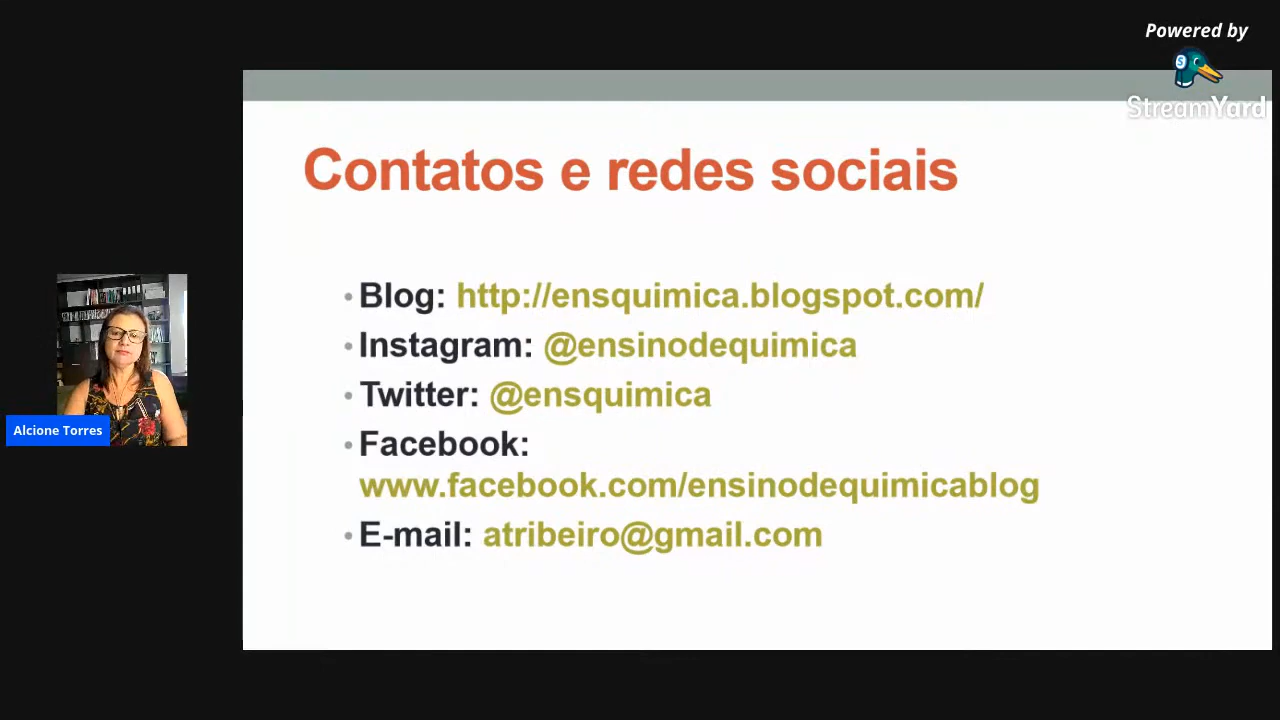 Powered by
StreamYard
Contatos e redes sociais
• Blog: http://ensquimica.blogspot.com/
• Instagram: @ensinodequimica
• Twitter: @ensquimica
• Facebook:
www.facebook.com/ensinodequimicablog
• E-mail: atribeiro@gmail.com
Alcione Torres